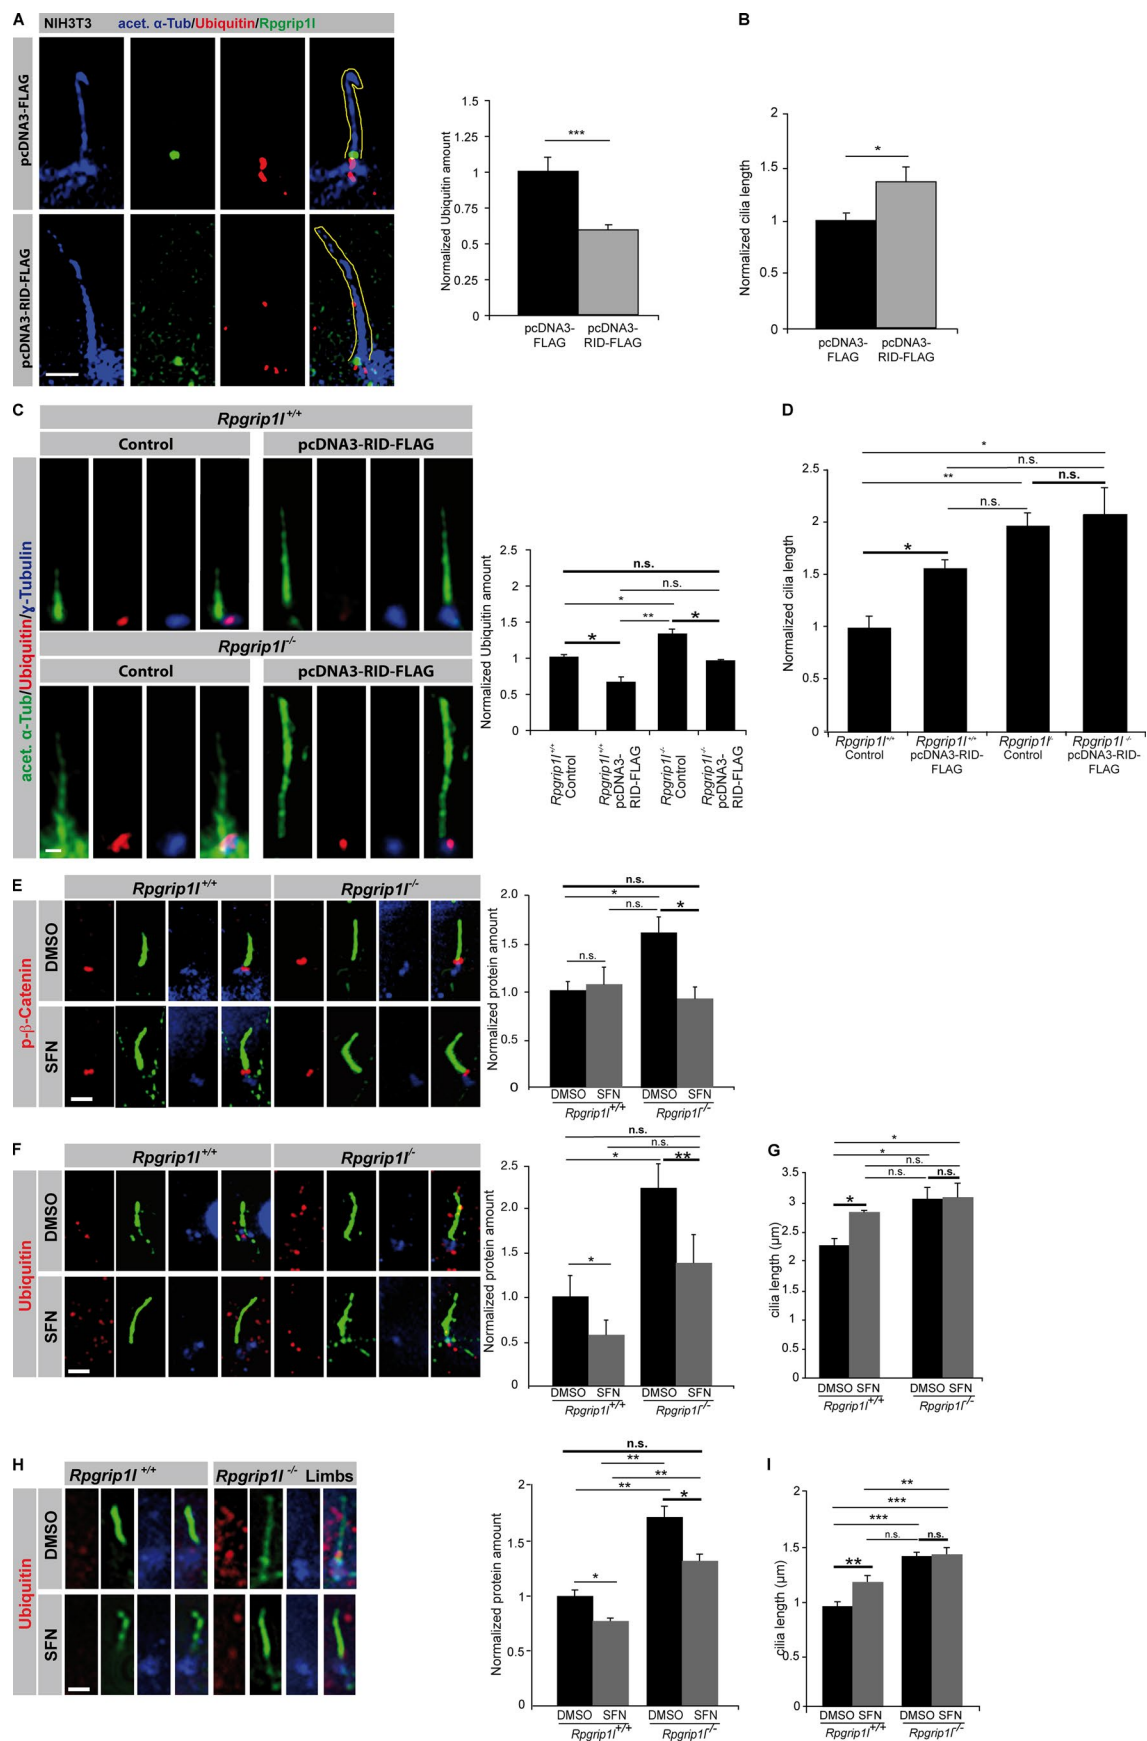 A
NIH3T3 acet. α-Tub/Ubiquitin/Rpgrip1l
pcDNA3-FLAG
pcDNA3-RID-FLAG
Normalized Ubiquitin amount
1.5
1.25
1
0.75
0.5
0.25
0
***
pcDNA3-
FLAG
pcDNA3-
RID-FLAG
B
Normalized cilia length
2
1.5
1
0.5
0
*
pcDNA3-
FLAG
pcDNA3-
RID-FLAG
C
Rpgrip1l+/+
Control
pcDNA3-RID-FLAG
acet. α-Tub/Ubiquitin/γ-Tubulin
Rpgrip1l-/-
Control
pcDNA3-RID-FLAG
Normalized Ubiquitin amount
2.5
2.0
1.5
1
0.5
0
n.s.
n.s.
*
**
*
*
Rpgrip1l+/+
Control
Rpgrip1l+/+
pcDNA3-
RID-FLAG
Rpgrip1l-/-
Control
Rpgrip1l-/-
pcDNA3-
RID-FLAG
D
Normalized cilia length
2.5
2
1.5
1
0.5
0
*
n.s.
**
n.s.
n.s.
*
Rpgrip1l+/+
Control
Rpgrip1l+/+
pcDNA3-RID-
FLAG
Rpgrip1l-/-
Control
Rpgrip1l-/-
pcDNA3-RID-
FLAG
E
Rpgrip1l+/+
Rpgrip1l-/-
p-β-Catenin
DMSO
SFN
Normalized protein amount
2.0
1.5
1.0
0.5
0
n.s.
*
n.s.
*
n.s.
DMSO SFN
Rpgrip1l+/+
DMSO SFN
Rpgrip1l-/-
F
Rpgrip1l+/+
Rpgrip1l-/-
Ubiquitin
DMSO
SFN
Normalized protein amount
2.5
2.0
1.5
1.0
0.5
0
n.s.
n.s.
*
**
*
DMSO SFN
Rpgrip1l+/+
DMSO SFN
Rpgrip1l-/-
G
cilia length (µm)
3.5
3
2.5
2
1.5
1
0.5
0
*
*
n.s.
n.s.
n.s.
*
DMSO SFN
Rpgrip1l+/+
DMSO SFN
Rpgrip1l-/-
H
Rpgrip1l +/+
Rpgrip1l -/- Limbs
Ubiquitin
DMSO
SFN
Normalized protein amount
2
1.5
1
0.5
0
n.s.
**
**
**
*
*
DMSO SFN
Rpgrip1l+/+
DMSO SFN
Rpgrip1l-/-
I
cilia length (µm)
2
1.5
1
0.5
0
**
***
***
n.s.
n.s.
**
DMSO SFN
Rpgrip1l+/+
DMSO SFN
Rpgrip1l-/-